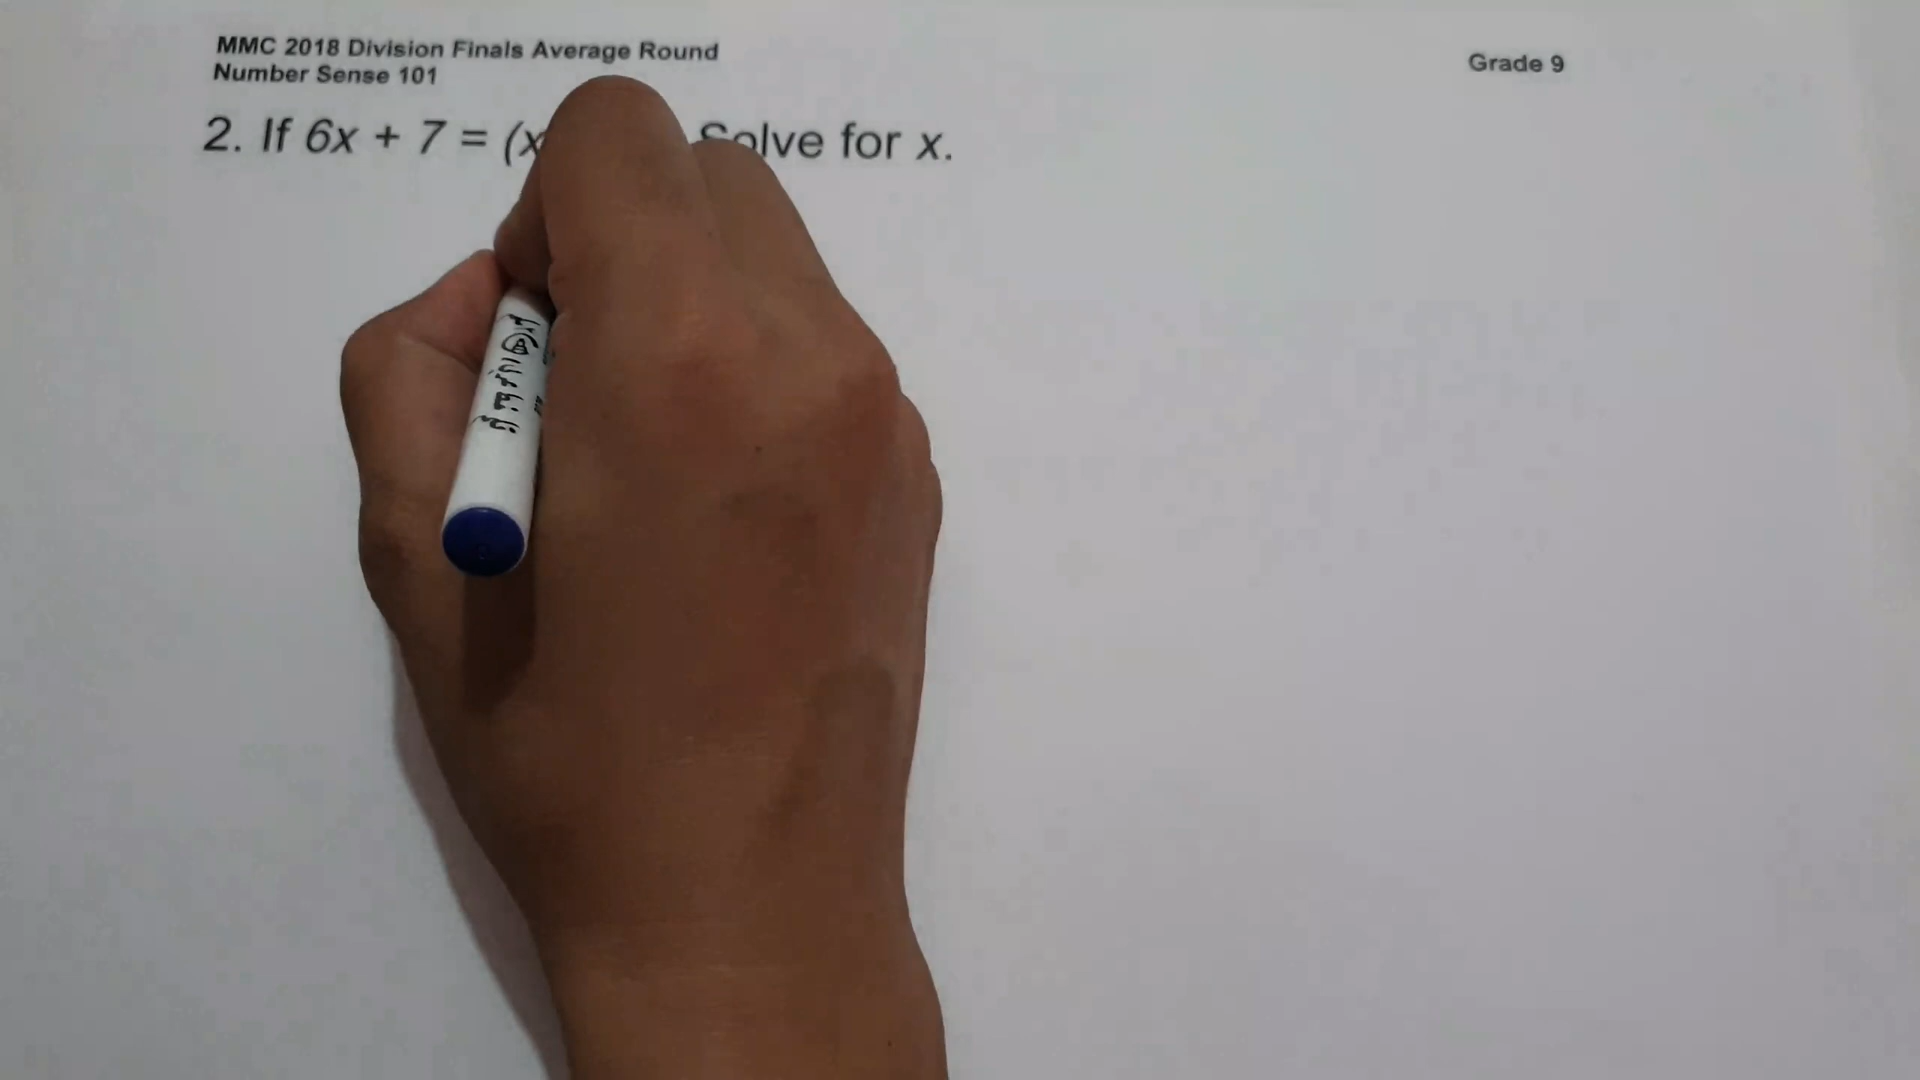 MMC 2018 Division Finals Average Round
Number Sense 101
Grade 9
2. If 6x + 7 = (x Solve for x.